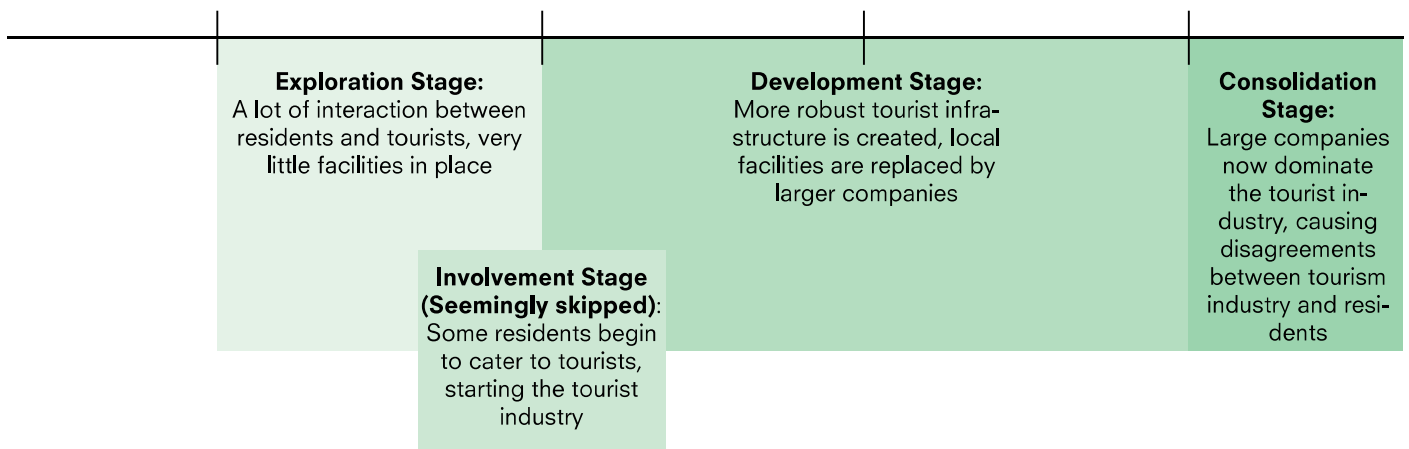 Exploration Stage:
A lot of interaction between
residents and tourists, very
little facilities in place
Involvement Stage
(Seemingly skipped):
Some residents begin
to cater to tourists,
starting the tourist
industry
Development Stage:
More robust tourist infra-
structure is created, local
facilities are replaced by
larger companies
Consolidation
Stage:
Large companies
now dominate
the tourist in-
dustry, causing
disagreements
between tourism
industry and resi-
dents